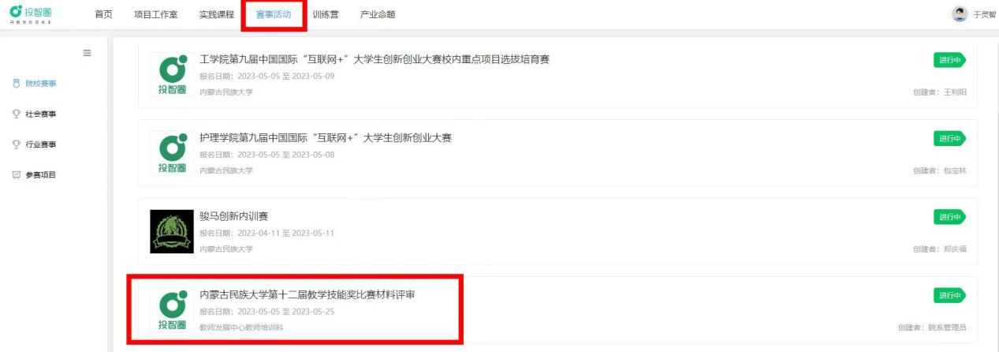 投智圈
首页 项目工作室 实践课程 赛事活动 训练营 产业命题 于灵智
院校赛事
社会赛事
行业赛事
参赛项目
投智圈
工学院第九届中国国际“互联网+”大学生创新创业大赛校内重点项目选拔培育赛
进行中
报名日期：2023-05-05 至 2023-05-09
内蒙古民族大学
创建者：王利阳
投智圈
护理学院第九届中国国际“互联网+”大学生创新创业大赛
进行中
报名日期：2023-05-05 至 2023-05-08
内蒙古民族大学
创建者：包宝林
骏马创新内训赛
进行中
报名日期：2023-04-11 至 2023-05-11
内蒙古民族大学
创建者：郑庆福
投智圈
内蒙古民族大学第十二届教学技能奖比赛材料评审
进行中
报名日期：2023-05-05 至 2023-05-25
教师发展中心教师培训科
创建者：院系管理员